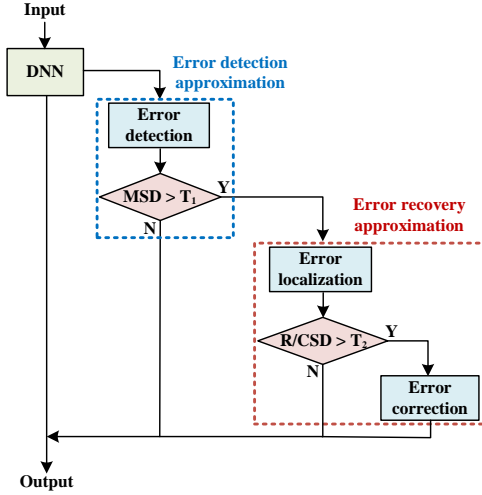 Input
DNN
Error detection
approximation
Error
detection
MSD > T₁
Y
N
Error recovery
approximation
Error
localization
R/CSD > T₂
Y
N
Error
correction
Output